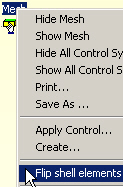 Mesh
Hide Mesh
Show Mesh
Hide All Control Sy
Show All Control S
Print...
Save As ...
Apply Control...
Create...
Flip shell elements